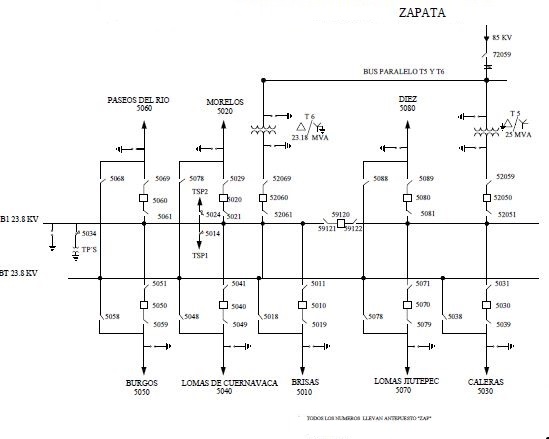 ZAPATA
85 KV
72059
BUS PARALELO T5 Y T6
PASEOS DEL RIO
5060
MORELOS
5020
DIEZ
5080
T 6
23.18 MVA
T 5
25 MVA
5068
5069
5078
5029
52069
5088
5089
52059
TSP2
5060
5020
52060
5080
52050
5061
5024
5021
52061
59120
5081
52051
B1 23.8 KV
59121
59122
5034
5014
TP´S
TSP1
BT 23.8 KV
5051
5041
5011
5071
5031
5050
5040
5010
5070
5030
5058
5059
5048
5049
5018
5019
5078
5079
5038
5039
BURGOS
5050
LOMAS DE CUERNAVACA
5040
BRISAS
5010
LOMAS JIUTEPEC
5070
CALERAS
5030
TODOS LOS NUMEROS LLEVAN ANTEPUESTO "ZAP"